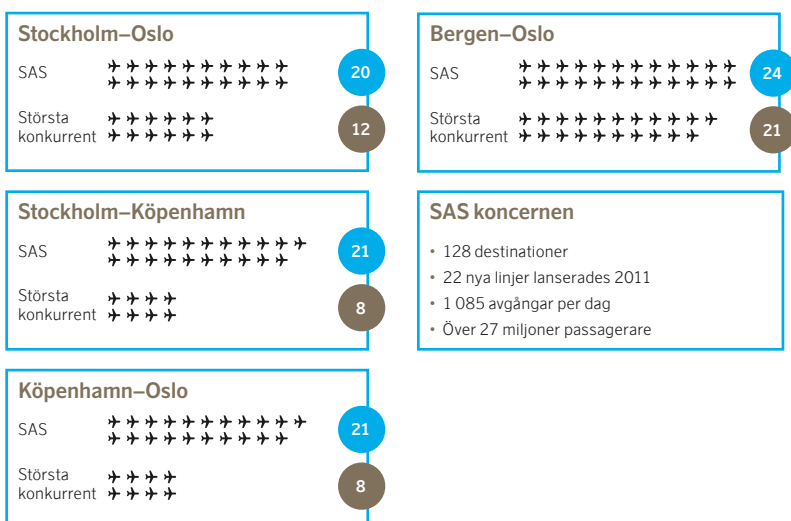 Stockholm–Oslo
SAS
20
Största
konkurrent
12
Stockholm–Köpenhamn
SAS
21
Största
konkurrent
8
Köpenhamn–Oslo
SAS
21
Största
konkurrent
8
Bergen–Oslo
SAS
24
Största
konkurrent
21
SAS koncernen
• 128 destinationer
• 22 nya linjer lanserades 2011
• 1 085 avgångar per dag
• Över 27 miljoner passagerare